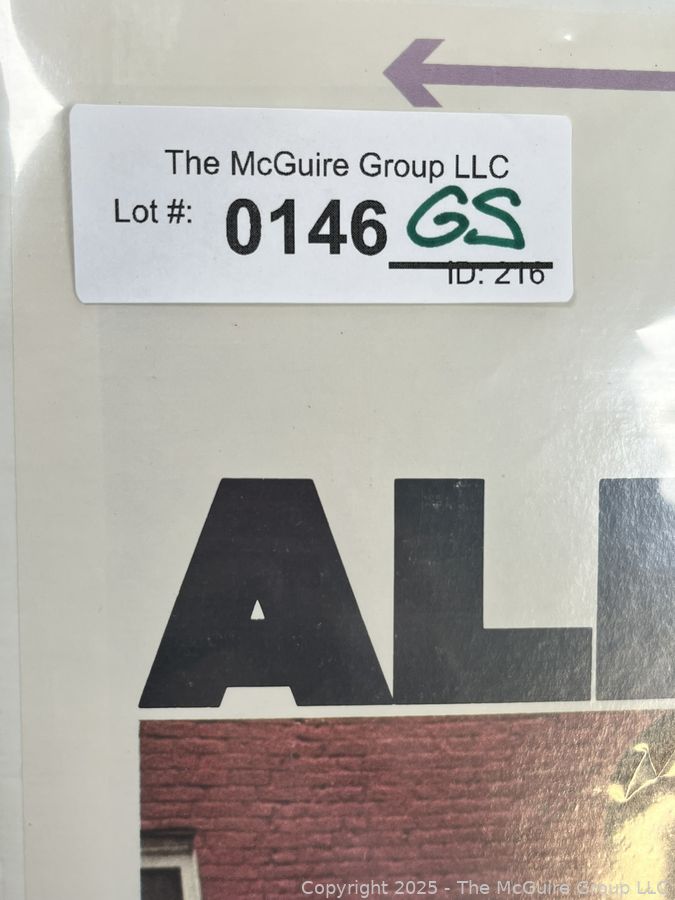 The McGuire Group LLC
Lot #: 0146 GS
ID: 216
AL
Copyright 2025 - The McGuire Group LLC